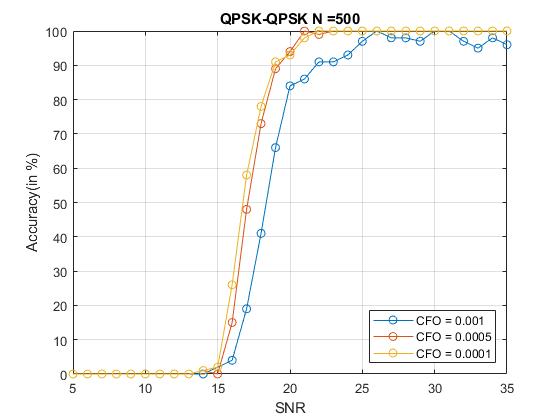 QPSK-QPSK N =500
100
90
80
70
60
50
40
30
20
10
0
Accuracy(in %)
5 10 15 20 25 30 35
SNR
CFO = 0.001
CFO = 0.0005
CFO = 0.0001